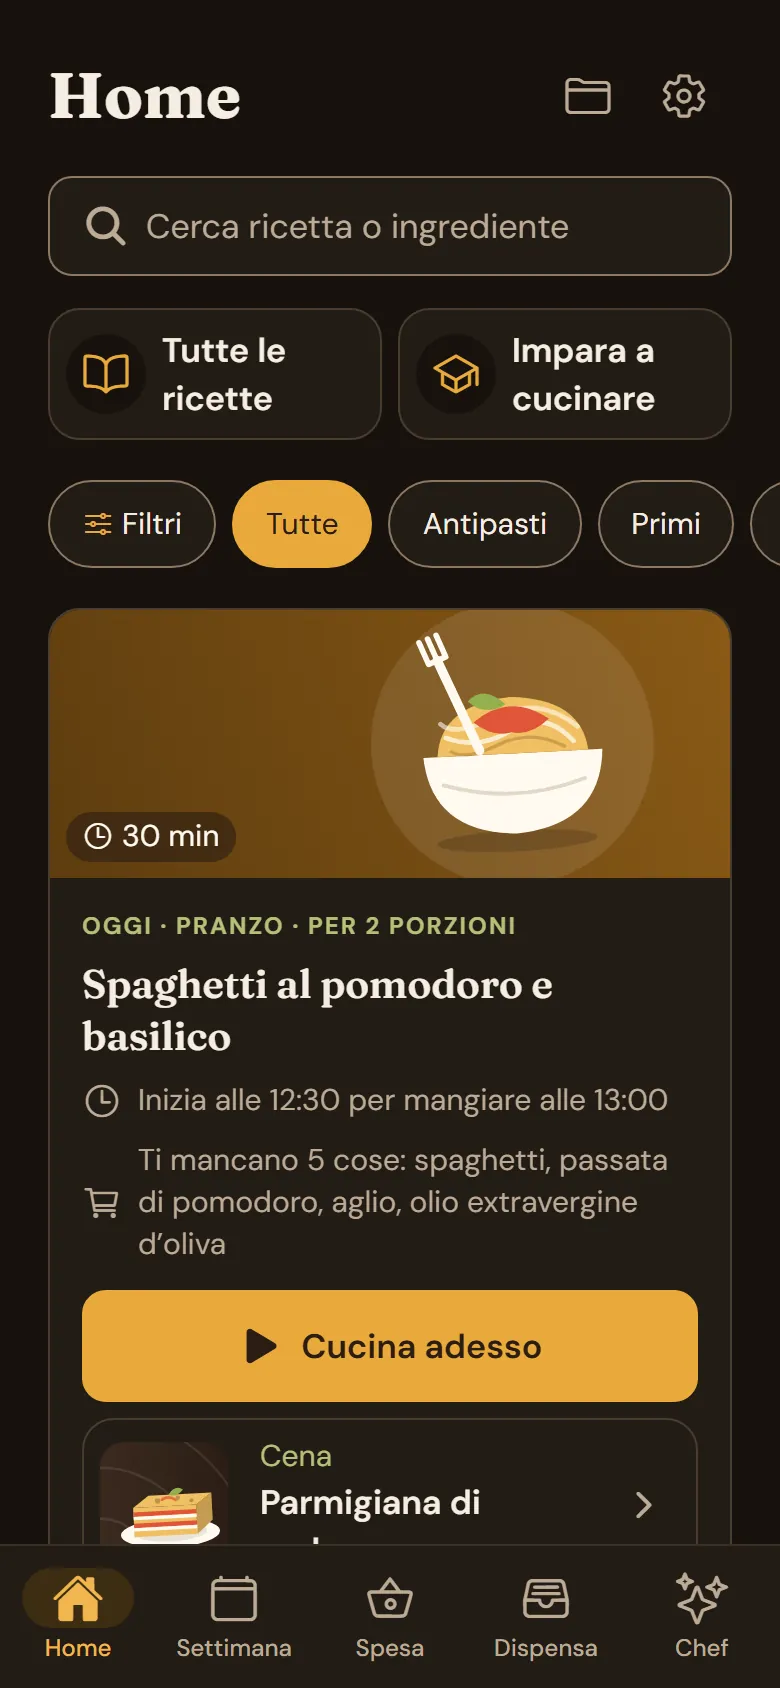 Home
Cerca ricetta o ingrediente
Tutte le
ricette
Impara a
cucinare
Filtri
Tutte
Antipasti
Primi
30 min
OGGI · PRANZO · PER 2 PORZIONI
Spaghetti al pomodoro e
basilico
Inizia alle 12:30 per mangiare alle 13:00
Ti mancano 5 cose: spaghetti, passata
di pomodoro, aglio, olio extravergine
d’oliva
Cucina adesso
Cena
Parmigiana di
Home
Settimana
Spesa
Dispensa
Chef